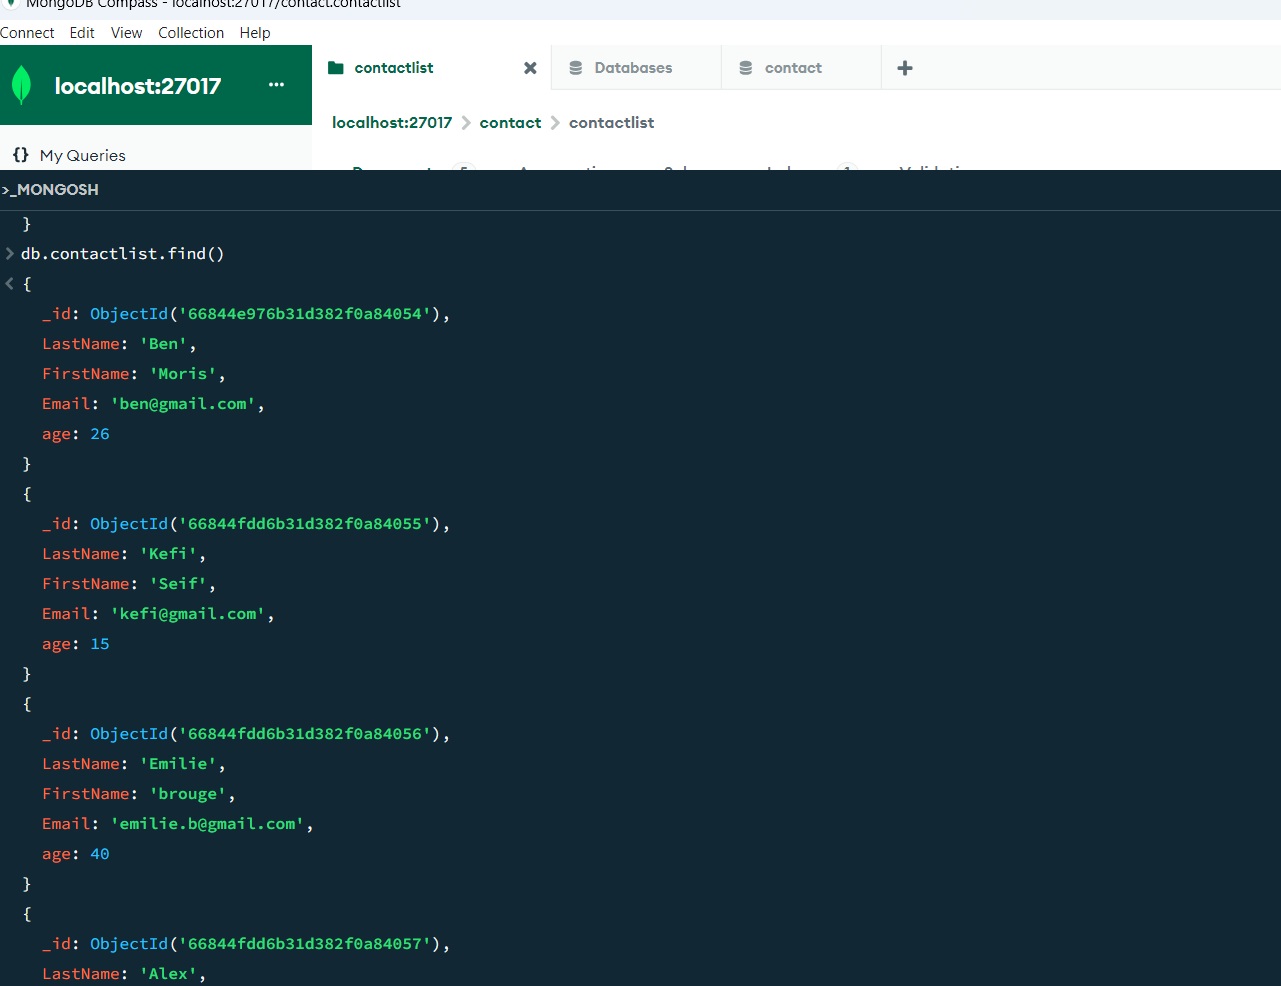 MongoDB Compass - localhost:27017/contact.contactlist
Connect Edit View Collection Help
localhost:27017 ... contactlist Databases contact +
localhost:27017 > contact > contactlist
{} My Queries
>_MONGOSH
}
> db.contactlist.find()
< {
_id: ObjectId('66844e976b31d382f0a84054'),
LastName: 'Ben',
FirstName: 'Moris',
Email: 'ben@gmail.com',
age: 26
}
{
_id: ObjectId('66844fdd6b31d382f0a84055'),
LastName: 'Kefi',
FirstName: 'Seif',
Email: 'kefi@gmail.com',
age: 15
}
{
_id: ObjectId('66844fdd6b31d382f0a84056'),
LastName: 'Emilie',
FirstName: 'brouge',
Email: 'emilie.b@gmail.com',
age: 40
}
{
_id: ObjectId('66844fdd6b31d382f0a84057'),
LastName: 'Alex',